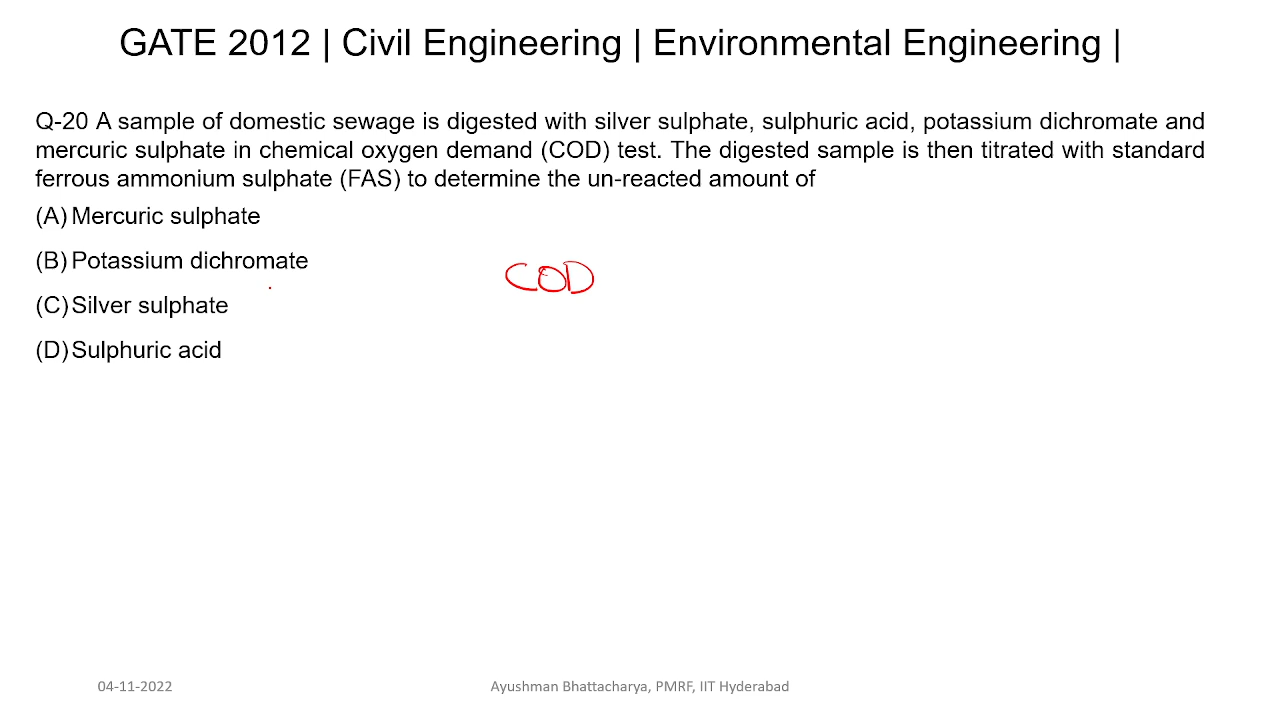 GATE 2012 | Civil Engineering | Environmental Engineering |
Q-20 A sample of domestic sewage is digested with silver sulphate, sulphuric acid, potassium dichromate and
mercuric sulphate in chemical oxygen demand (COD) test. The digested sample is then titrated with standard
ferrous ammonium sulphate (FAS) to determine the un-reacted amount of
(A) Mercuric sulphate
(B) Potassium dichromate
COD
(C) Silver sulphate
(D) Sulphuric acid
04-11-2022
Ayushman Bhattacharya, PMRF, IIT Hyderabad